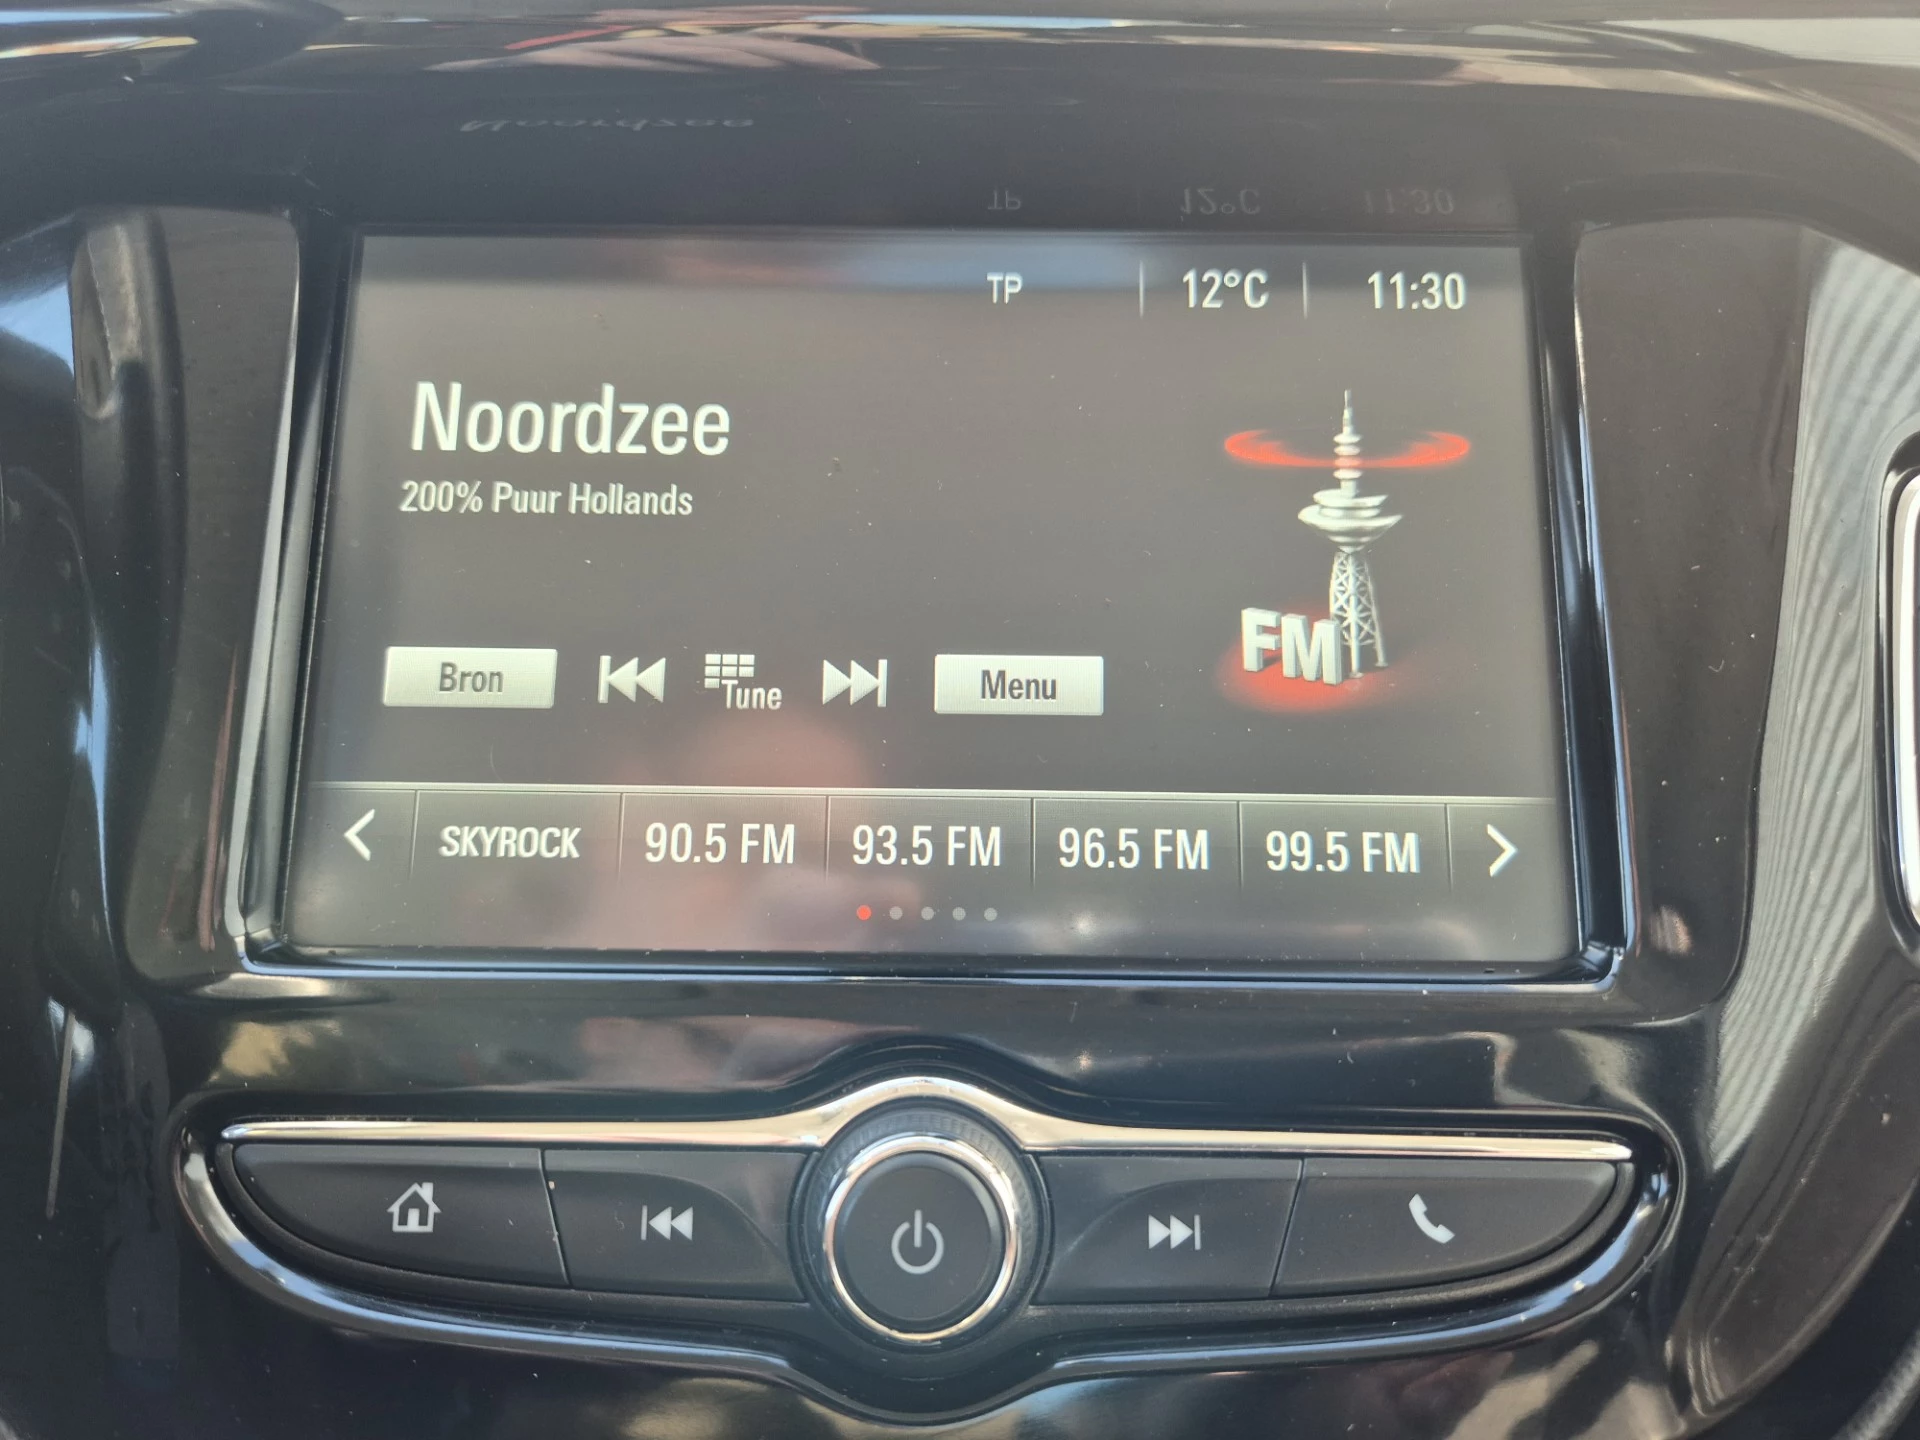 TP 12°C 11:30
Noordzee
200% Puur Hollands
FM
Bron Tune Menu
SKYROCK 90.5 FM 93.5 FM 96.5 FM 99.5 FM